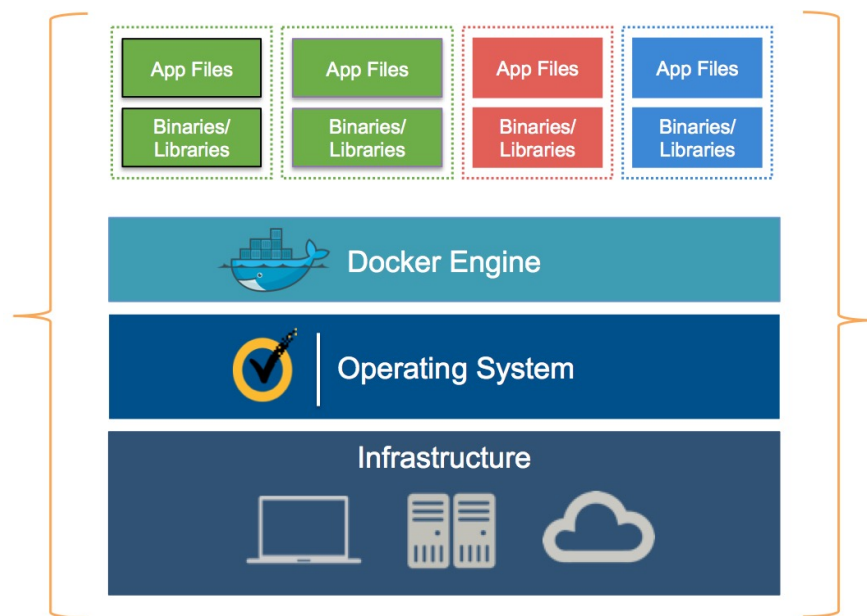 App Files
App Files
App Files
App Files
Binaries/
Libraries
Binaries/
Libraries
Binaries/
Libraries
Binaries/
Libraries
Docker Engine
Operating System
Infrastructure